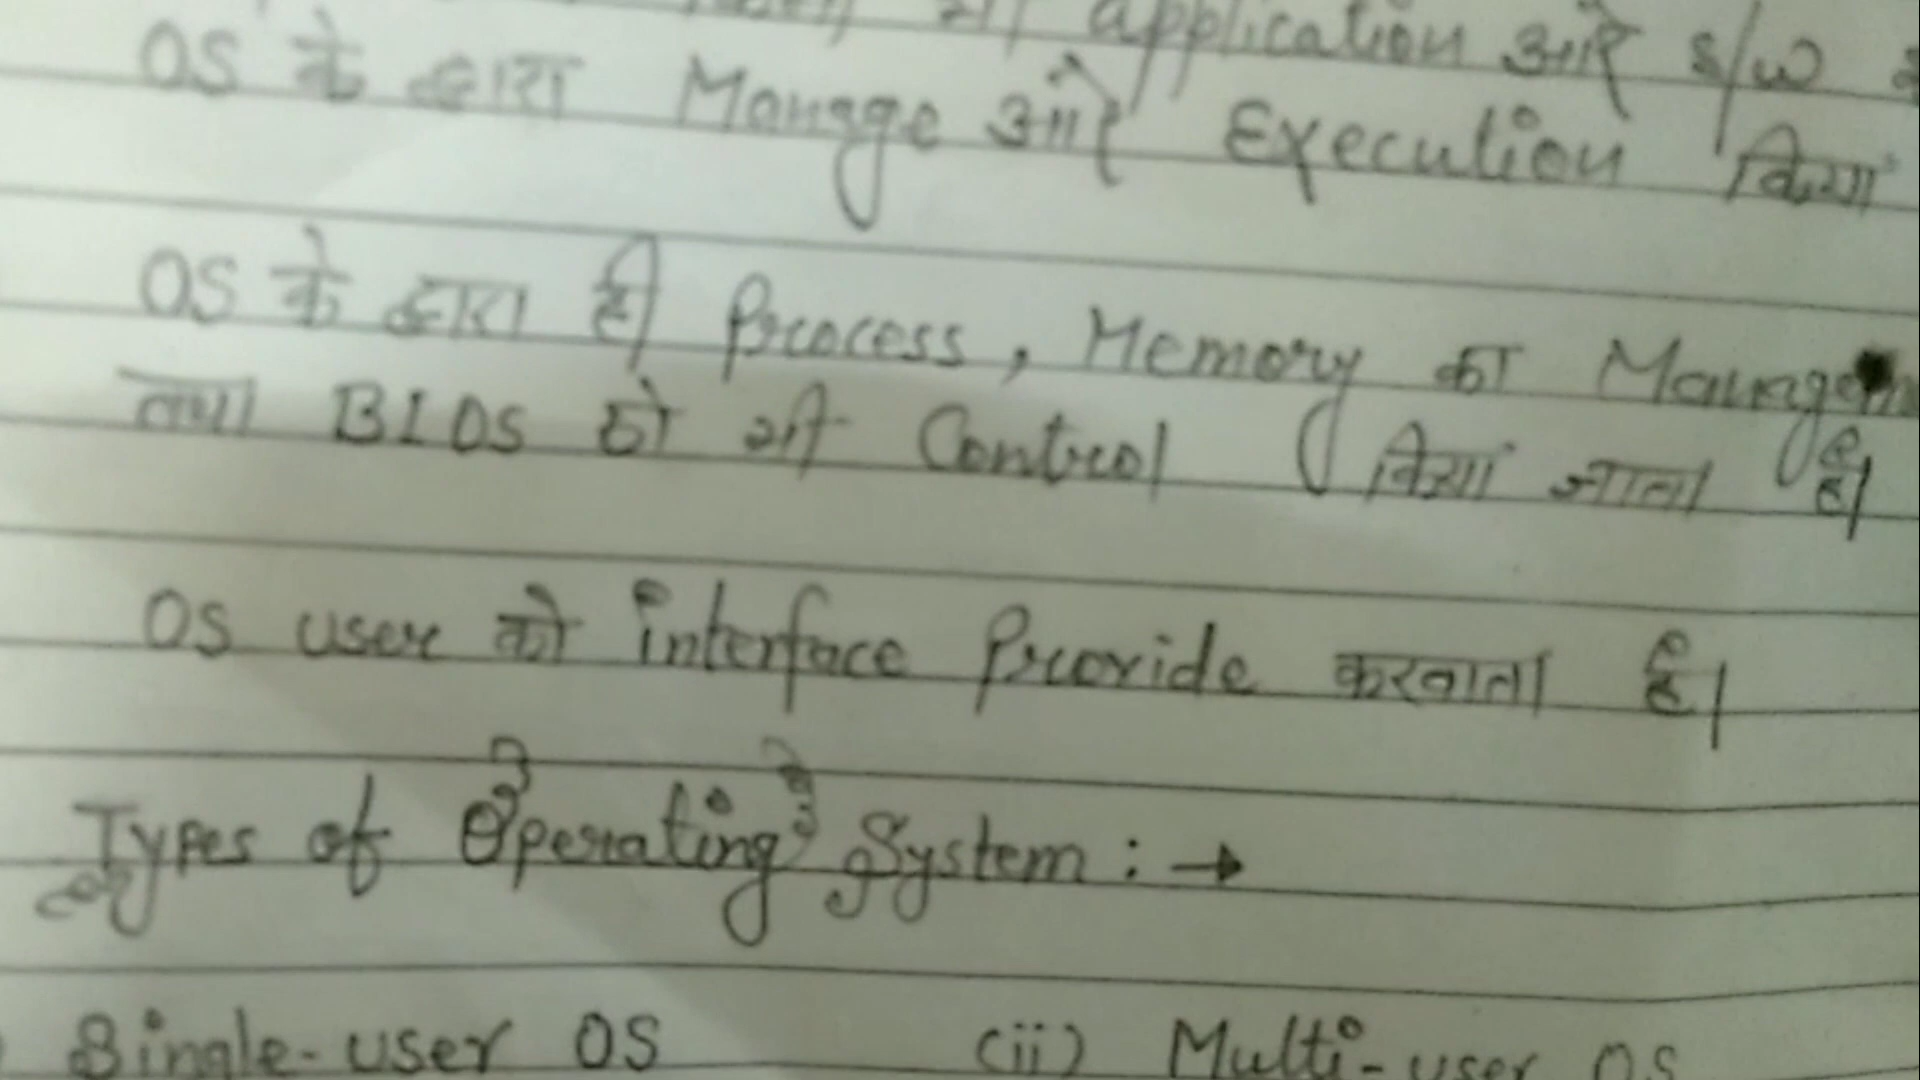 application और s/w
OS के द्वारा Manage और Execution किया
OS के द्वारा ही Process, Memory का
तथा BIOS को भी Control किया जाता है।
OS user को interface Provide करवाता है।
Types of Operating System : →
Single-user OS (ii) Multi-user OS